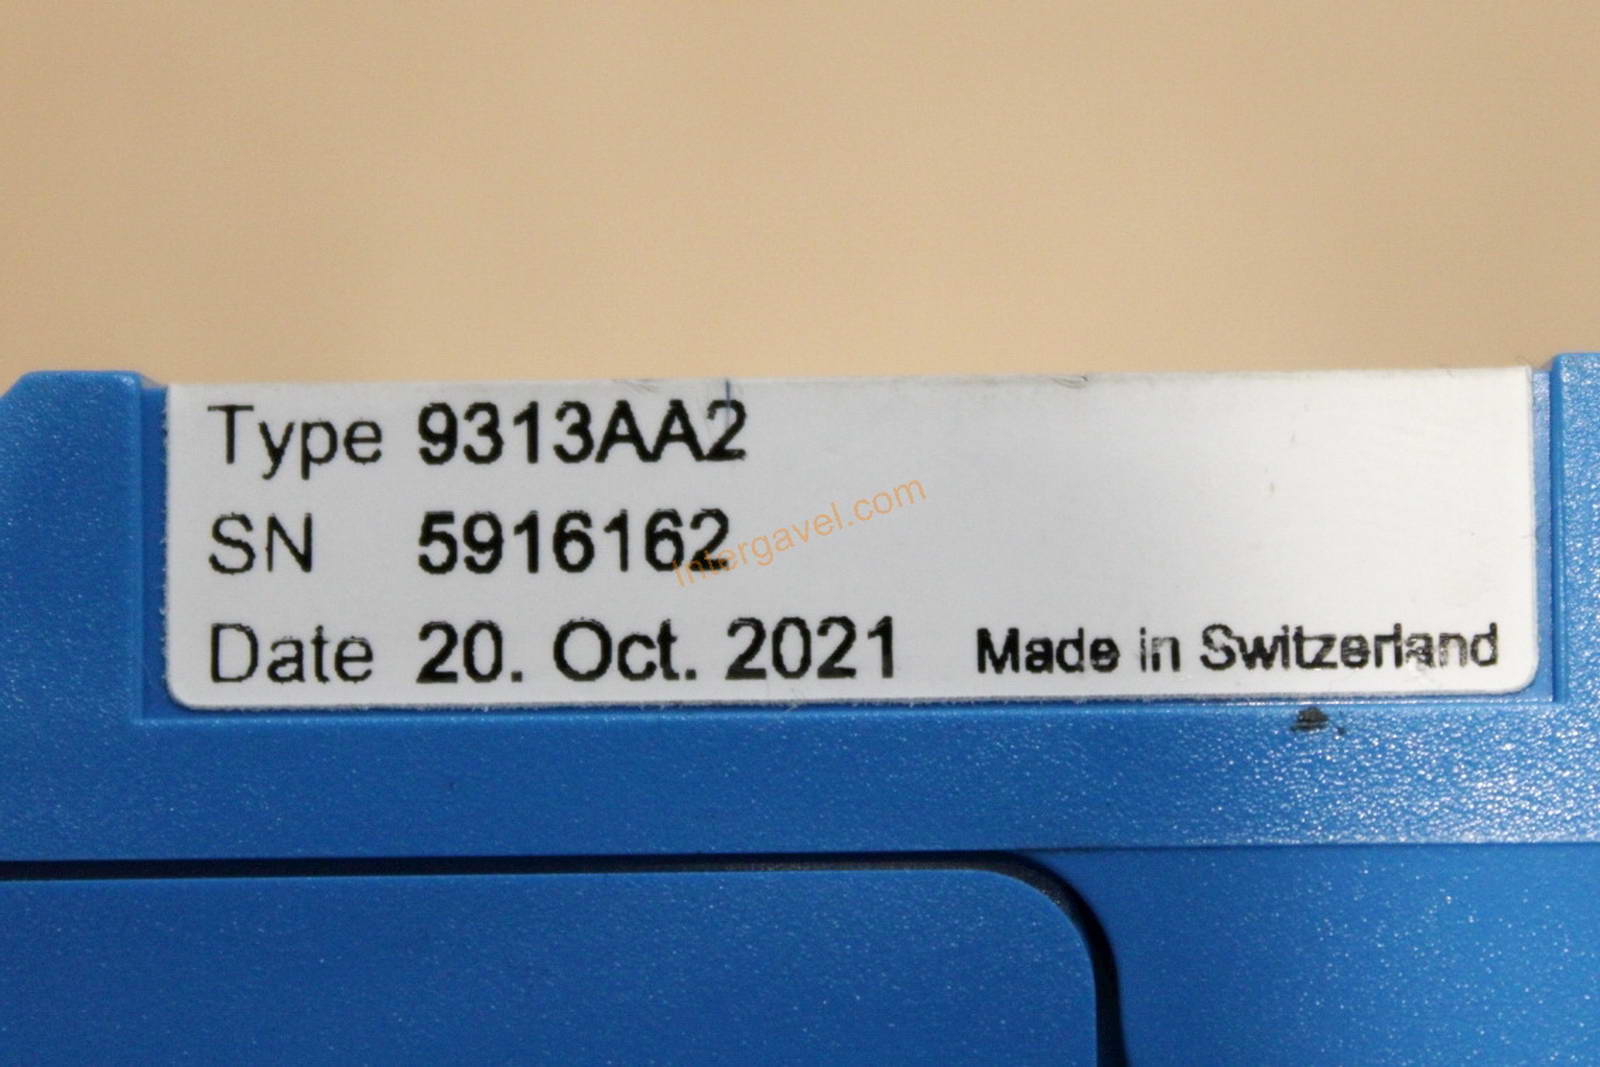 Type 9313AA2
SN 5916162
Intergavel.com
Date 20. Oct. 2021 Made in Switzerland